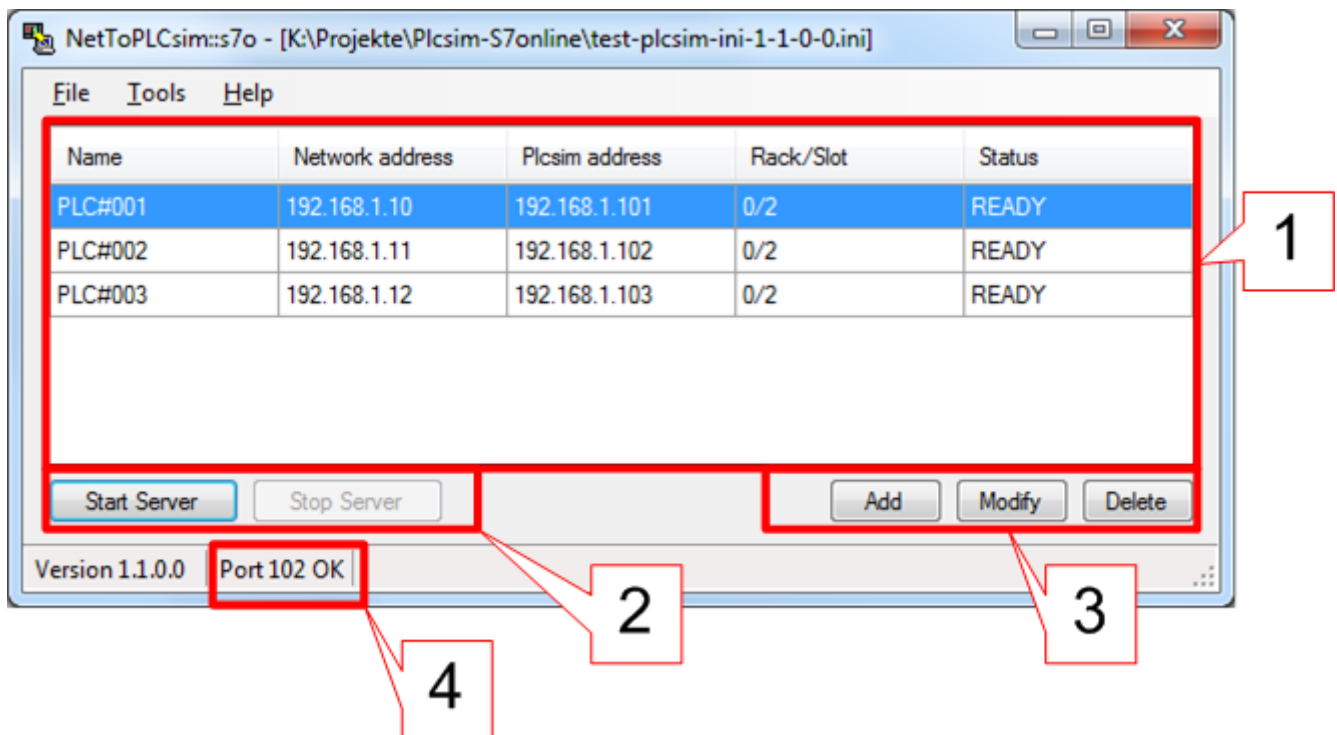 NetToPLCsim::s7o - [K:\Projekte\Plcsim-S7online\test-plcsim-ini-1-1-0-0.ini]
File Tools Help
Name Network address Plcsim address Rack/Slot Status
PLC#001 192.168.1.10 192.168.1.101 0/2 READY
PLC#002 192.168.1.11 192.168.1.102 0/2 READY
PLC#003 192.168.1.12 192.168.1.103 0/2 READY
1
Start Server Stop Server Add Modify Delete
Version 1.1.0.0 Port 102 OK
2
3
4